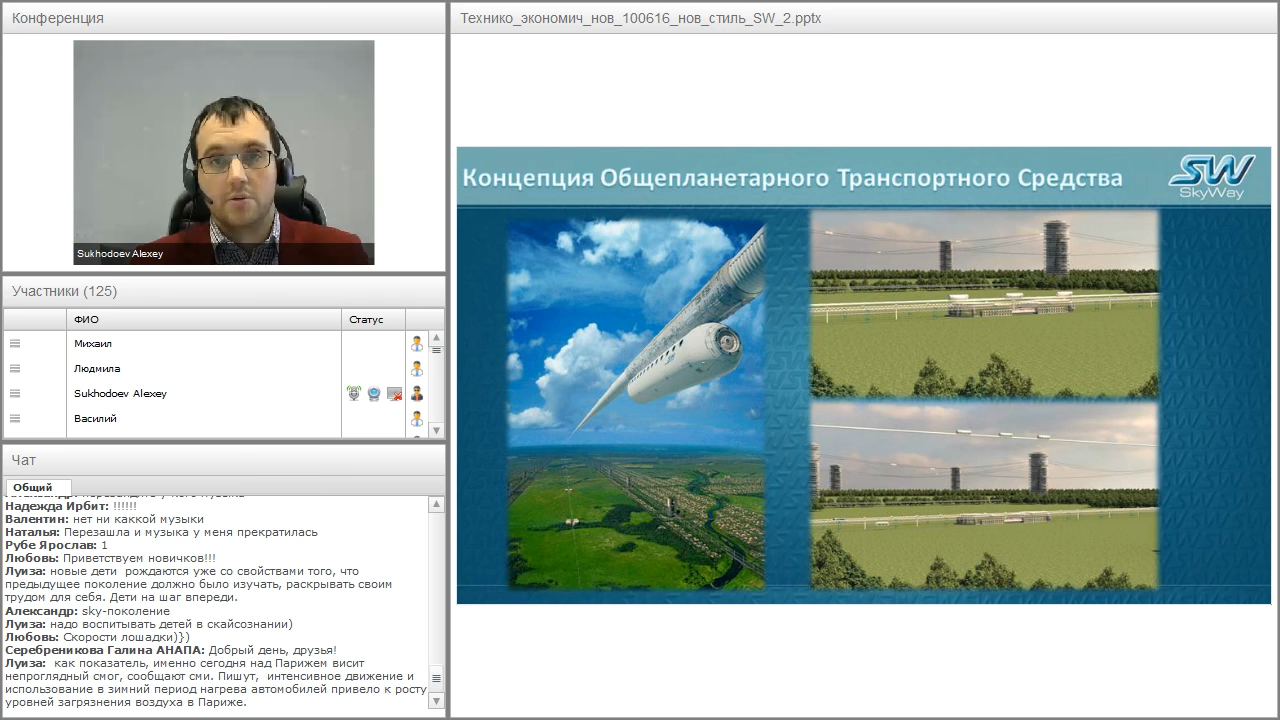 Конференция
Sukhodoev Alexey
Участники (125)
ФИО
Статус
Михаил
Людмила
Sukhodoev Alexey
Василий
Чат
Общий
Надежда Ирбит: !!!!!!
Валентин: нет ни каккой музыки
Наталья: Перезашла и музыка у меня прекратилась
Рубе Ярослав: 1
Любовь: Приветствуем новичков!!!
Луиза: новые дети  рождаются уже со свойствами того, что
предыдущее поколение должно было изучать, раскрывать своим
трудом для себя. Дети на шаг впереди.
Александр: sky-поколение
Луиза: надо воспитывать детей в скайсознании)
Любовь: Скорости лошадки)})
Серебреникова Галина АНАПА: Добрый день, друзья!
Луиза:  как показатель, именно сегодня над Парижем висит
непроглядный смог, сообщают сми. Пишут,  интенсивное движение и
использование в зимний период нагрева автомобилей привело к росту
уровней загрязнения воздуха в Париже.
Технико_экономич_нов_100616_нов_стиль_SW_2.pptx
Концепция Общепланетарного Транспортного Средства
SW
SkyWay